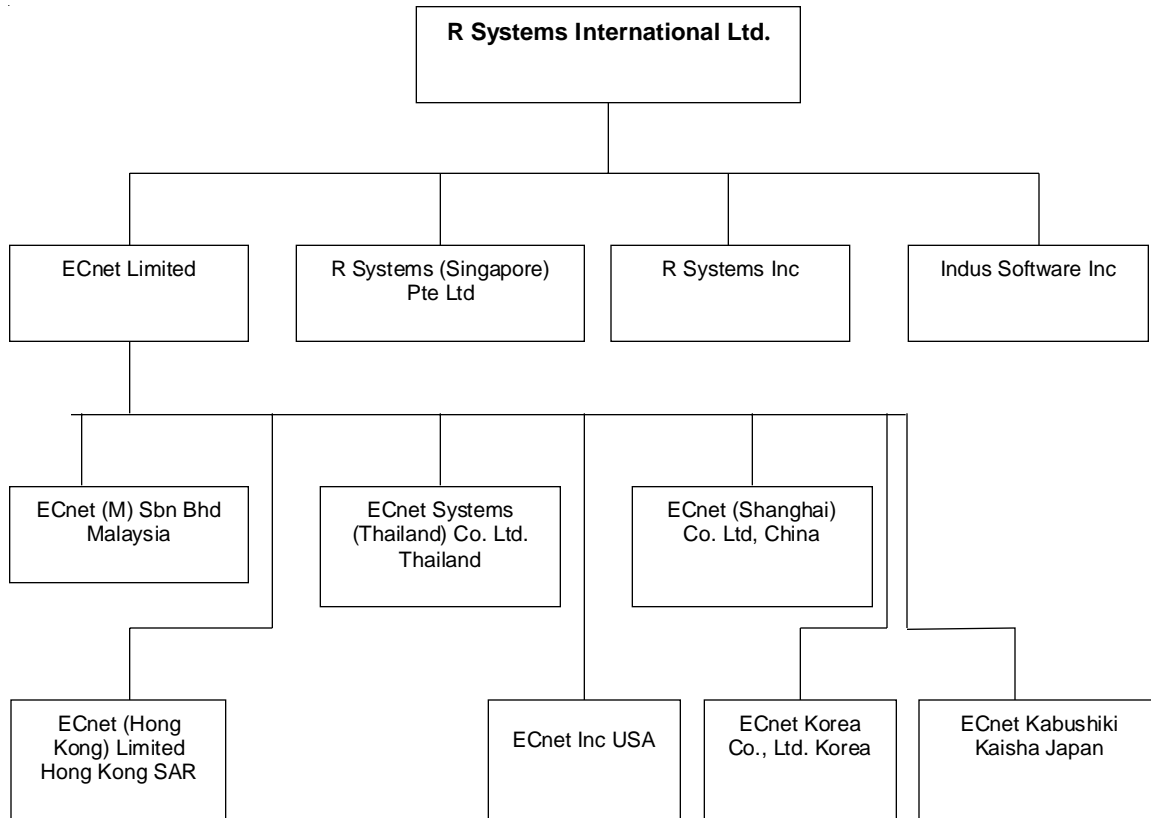 R Systems International Ltd.
ECnet Limited
R Systems (Singapore)
Pte Ltd
R Systems Inc
Indus Software Inc
ECnet (M) Sbn Bhd
Malaysia
ECnet Systems
(Thailand) Co. Ltd.
Thailand
ECnet (Shanghai)
Co. Ltd, China
ECnet (Hong
Kong) Limited
Hong Kong SAR
ECnet Inc USA
ECnet Korea
Co., Ltd. Korea
ECnet Kabushiki
Kaisha Japan